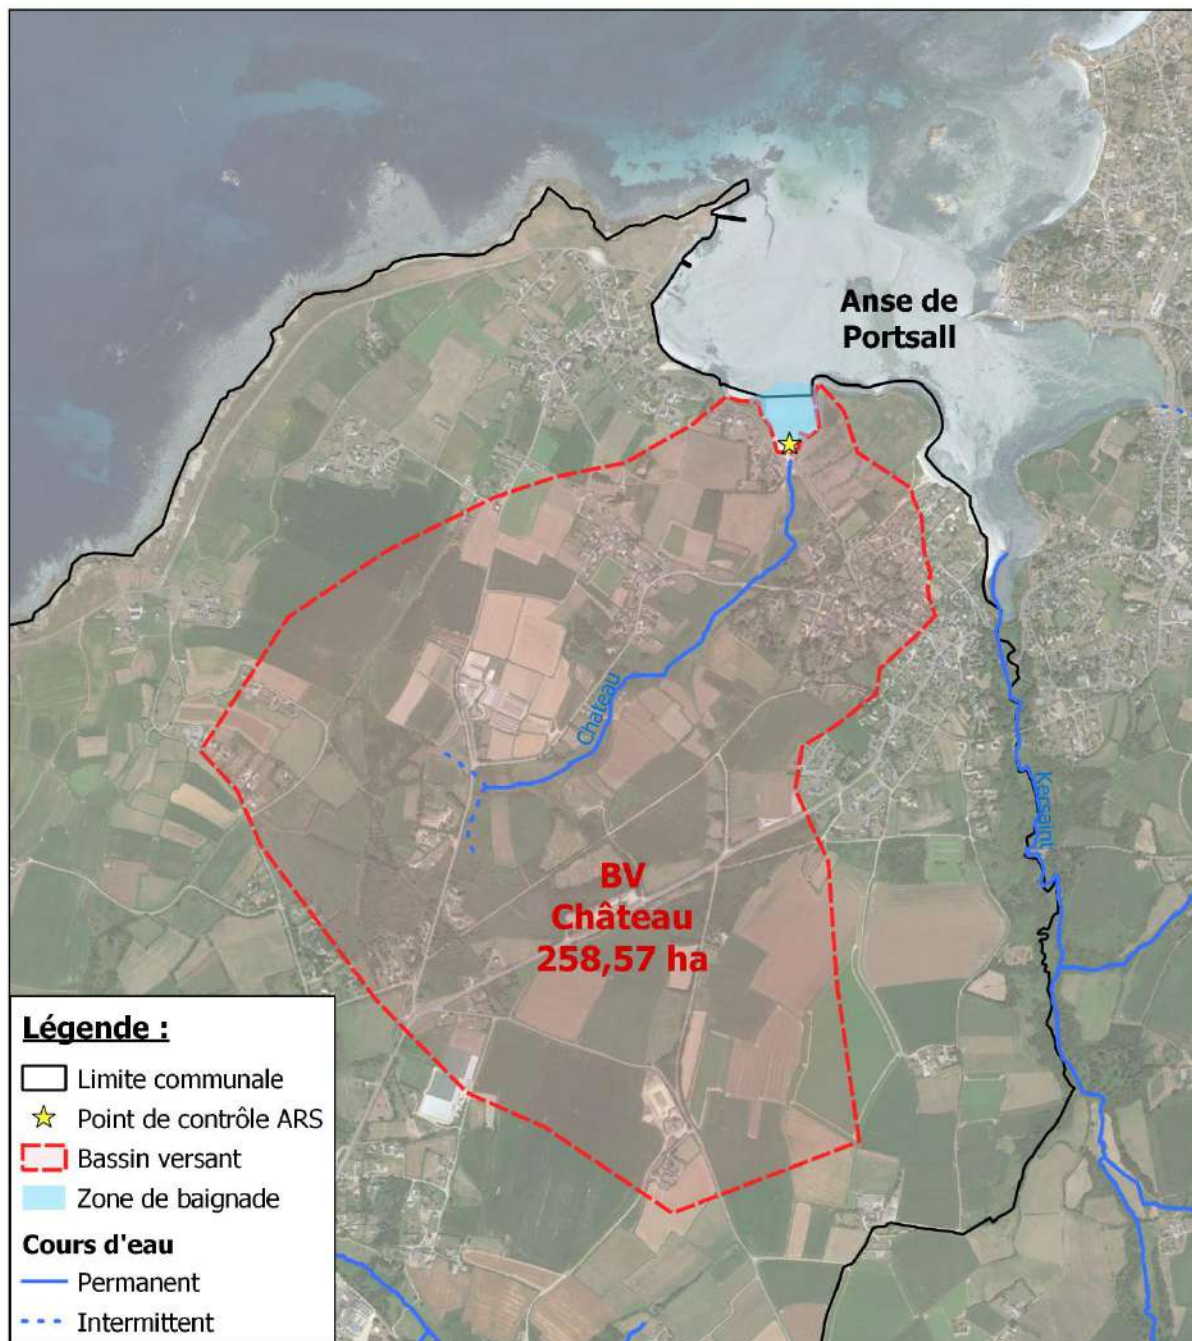 Anse de
Portsall
Château
Kersaint
BV
Château
258,57 ha
Légende :
Limite communale
Point de contrôle ARS
Bassin versant
Zone de baignade
Cours d'eau
Permanent
Intermittent